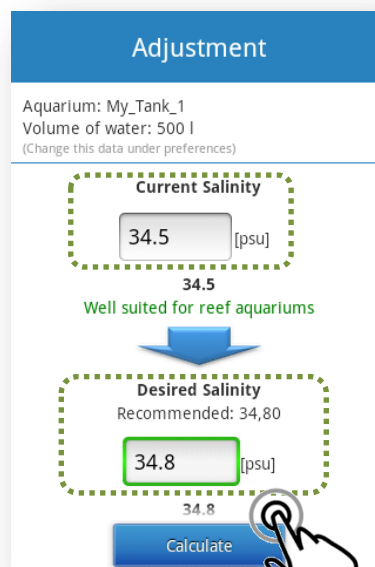 Adjustment
Aquarium: My_Tank_1
Volume of water: 500 l
(Change this data under preferences)
Current Salinity
34.5 [psu]
34.5
Well suited for reef aquariums
Desired Salinity
Recommended: 34,80
34.8 [psu]
34.8
Calculate